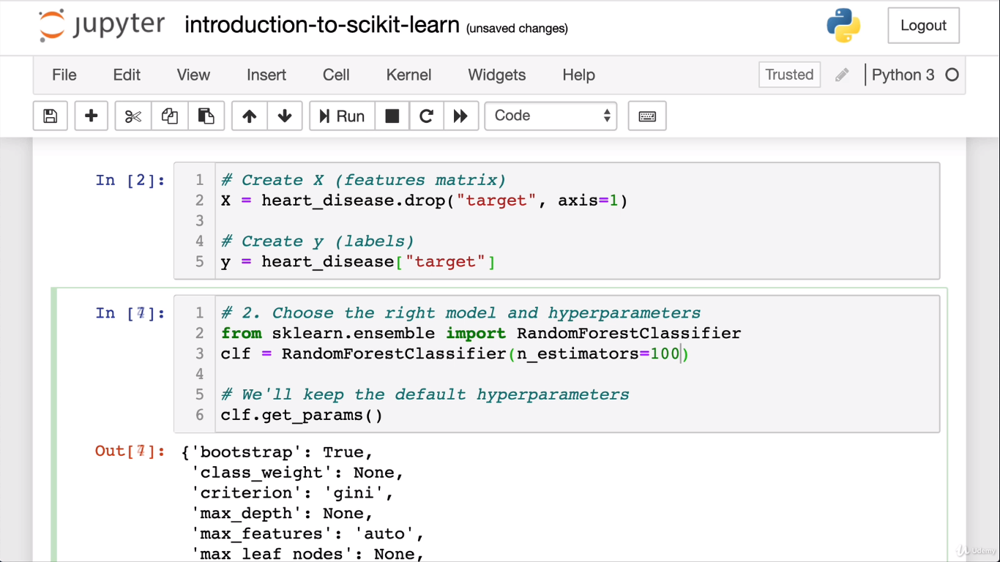 jupyter introduction-to-scikit-learn (unsaved changes) Logout
File Edit View Insert Cell Kernel Widgets Help Trusted Python 3
Run Code
In [2]:
1 # Create X (features matrix)
2 X = heart_disease.drop("target", axis=1)
3
4 # Create y (labels)
5 y = heart_disease["target"]
In [ ]:
1 # 2. Choose the right model and hyperparameters
2 from sklearn.ensemble import RandomForestClassifier
3 clf = RandomForestClassifier(n_estimators=100)
4
5 # We'll keep the default hyperparameters
6 clf.get_params()
Out[ ]: {'bootstrap': True,
'class_weight': None,
'criterion': 'gini',
'max_depth': None,
'max_features': 'auto',
'max_leaf_nodes': None,
Udemy